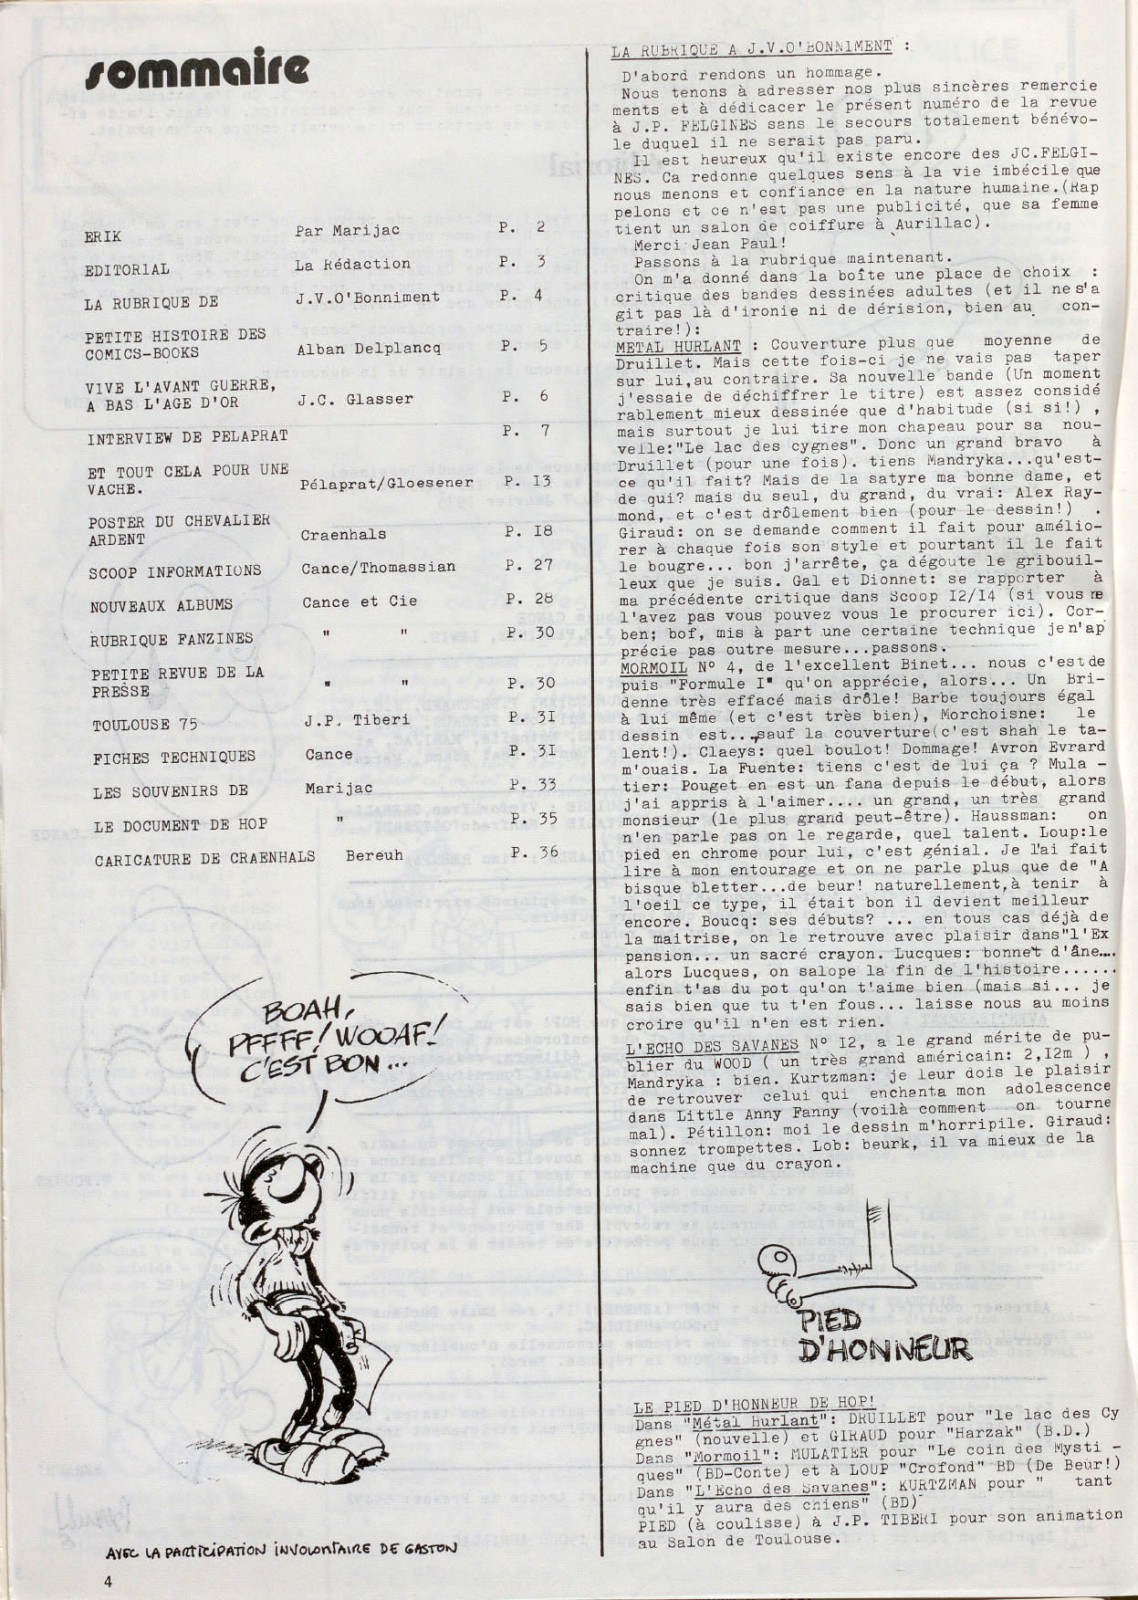 sommaire
ERIK Par Marijac P. 2
EDITORIAL La Rédaction P. 3
LA RUBRIQUE DE J.V.O'Bonniment P. 4
PETITE HISTOIRE DES
COMICS-BOOKS Alban Delplancq P. 5
VIVE L'AVANT GUERRE,
A BAS L'AGE D'OR J.C. Glasser P. 6
INTERVIEW DE PELAPRAT P. 7
ET TOUT CELA POUR UNE
VACHE. Pélaprat/Gloesener P. I3
POSTER DU CHEVALIER
ARDENT Craenhals P. I8
SCOOP INFORMATIONS Cance/Thomassian P. 27
NOUVEAUX ALBUMS Cance et Cie P. 28
RUBRIQUE FANZINES " " P. 30
PETITE REVUE DE LA
PRESSE " " P. 30
TOULOUSE 75 J.P. Tiberi P. 3I
FICHES TECHNIQUES Cance P. 3I
LES SOUVENIRS DE Marijac P. 33
LE DOCUMENT DE HOP " P. 35
CARICATURE DE CRAENHALS Bereuh P. 36
BOAH,
PFFFF! WOOAF!
C'EST BON...
AVEC LA PARTICIPATION INVOLONTAIRE DE GASTON
4
LA RUBRIQUE A J.V.O'BONNIMENT :
D'abord rendons un hommage.
Nous tenons à adresser nos plus sincères remercie
ments et à dédicacer le présent numéro de la revue
à J.P. FELGINES sans le secours totalement bénévo-
le duquel il ne serait pas paru.
Il est heureux qu'il existe encore des JC.FELGI-
NES. Ca redonne quelques sens à la vie imbécile que
nous menons et confiance en la nature humaine.(Rap
pelons et ce n'est pas une publicité, que sa femme
tient un salon de coiffure à Aurillac).
Merci Jean Paul!
Passons à la rubrique maintenant.
On m'a donné dans la boîte une place de choix :
critique des bandes dessinées adultes (et il ne s'a
git pas là d'ironie ni de dérision, bien au con-
traire!):
METAL HURLANT : Couverture plus que moyenne de
Druillet. Mais cette fois-ci je ne vais pas taper
sur lui,au contraire. Sa nouvelle bande (Un moment
j'essaie de déchiffrer le titre) est assez considé
rablement mieux dessinée que d'habitude (si si!) ,
mais surtout je lui tire mon chapeau pour sa nou-
velle:"Le lac des cygnes". Donc un grand bravo à
Druillet (pour une fois). tiens Mandryka...qu'est-
ce qu'il fait? Mais de la satyre ma bonne dame, et
de qui? mais du seul, du grand, du vrai: Alex Ray-
mond, et c'est drôlement bien (pour le dessin!) .
Giraud: on se demande comment il fait pour amélio-
rer à chaque fois son style et pourtant il le fait
le bougre... bon j'arrête, ça dégoute le gribouil-
leux que je suis. Gal et Dionnet: se rapporter à
ma précédente critique dans Scoop I2/I4 (si vous ne
l'avez pas vous pouvez vous le procurer ici). Cor-
ben; bof, mis à part une certaine technique je n'ap
précie pas outre mesure...passons.
MORMOIL N° 4, de l'excellent Binet... nous c'est de
puis "Formule I" qu'on apprécie, alors... Un Bri-
denne très effacé mais drôle! Barbe toujours égal
à lui même (et c'est très bien), Morchoisne: le
dessin est...sauf la couverture(c'est shah le ta-
lent!). Claeys: quel boulot! Dommage! Avron Evrard
m'ouais. La Fuente: tiens c'est de lui ça ? Mula -
tier: Pouget en est un fana depuis le début, alors
j'ai appris à l'aimer.... un grand, un très grand
monsieur (le plus grand peut-être). Haussman: on
n'en parle pas on le regarde, quel talent. Loup:le
pied en chrome pour lui, c'est génial. Je l'ai fait
lire à mon entourage et on ne parle plus que de "A
bisque bletter...de beur! naturellement,à tenir à
l'oeil ce type, il était bon il devient meilleur
encore. Boucq: ses débuts? ... en tous cas déjà de
la maitrise, on le retrouve avec plaisir dans"l'Ex
pansion... un sacré crayon. Lucques: bonnet d'âne....
alors Lucques, on salope la fin de l'histoire......
enfin t'as du pot qu'on t'aime bien (mais si... je
sais bien que tu t'en fous... laisse nous au moins
croire qu'il n'en est rien.
L'ECHO DES SAVANES N° I2, a le grand mérite de pu-
blier du WOOD ( un très grand américain: 2,I2m ) ,
Mandryka : bien. Kurtzman: je leur dois le plaisir
de retrouver celui qui enchanta mon adolescence
dans Little Anny Fanny (voilà comment on tourne
mal). Pétillon: moi le dessin m'horripile. Giraud:
sonnez trompettes. Lob: beurk, il va mieux de la
machine que du crayon.
PIED
D'HONNEUR
LE PIED D'HONNEUR DE HOP!
Dans "Métal Hurlant": DRUILLET pour "le lac des Cy
gnes" (nouvelle) et GIRAUD pour "Harzak" (B.D.)
Dans "Mormoil": MULATIER pour "Le coin des Mysti -
ques" (BD-Conte) et à LOUP "Crofond" BD (De Beur!)
Dans "L'Echo des Savanes": KURTZMAN pour " tant
qu'il y aura des chiens" (BD)
PIED (à coulisse) à J.P. TIBERI pour son animation
au Salon de Toulouse.